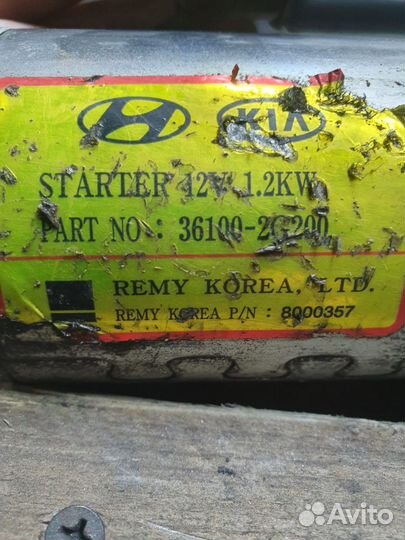 KIA
STARTER 12V 1.2KW
PART NO : 36100-2G200
REMY KOREA, LTD.
REMY KOREA P/N : 8000357
Avito